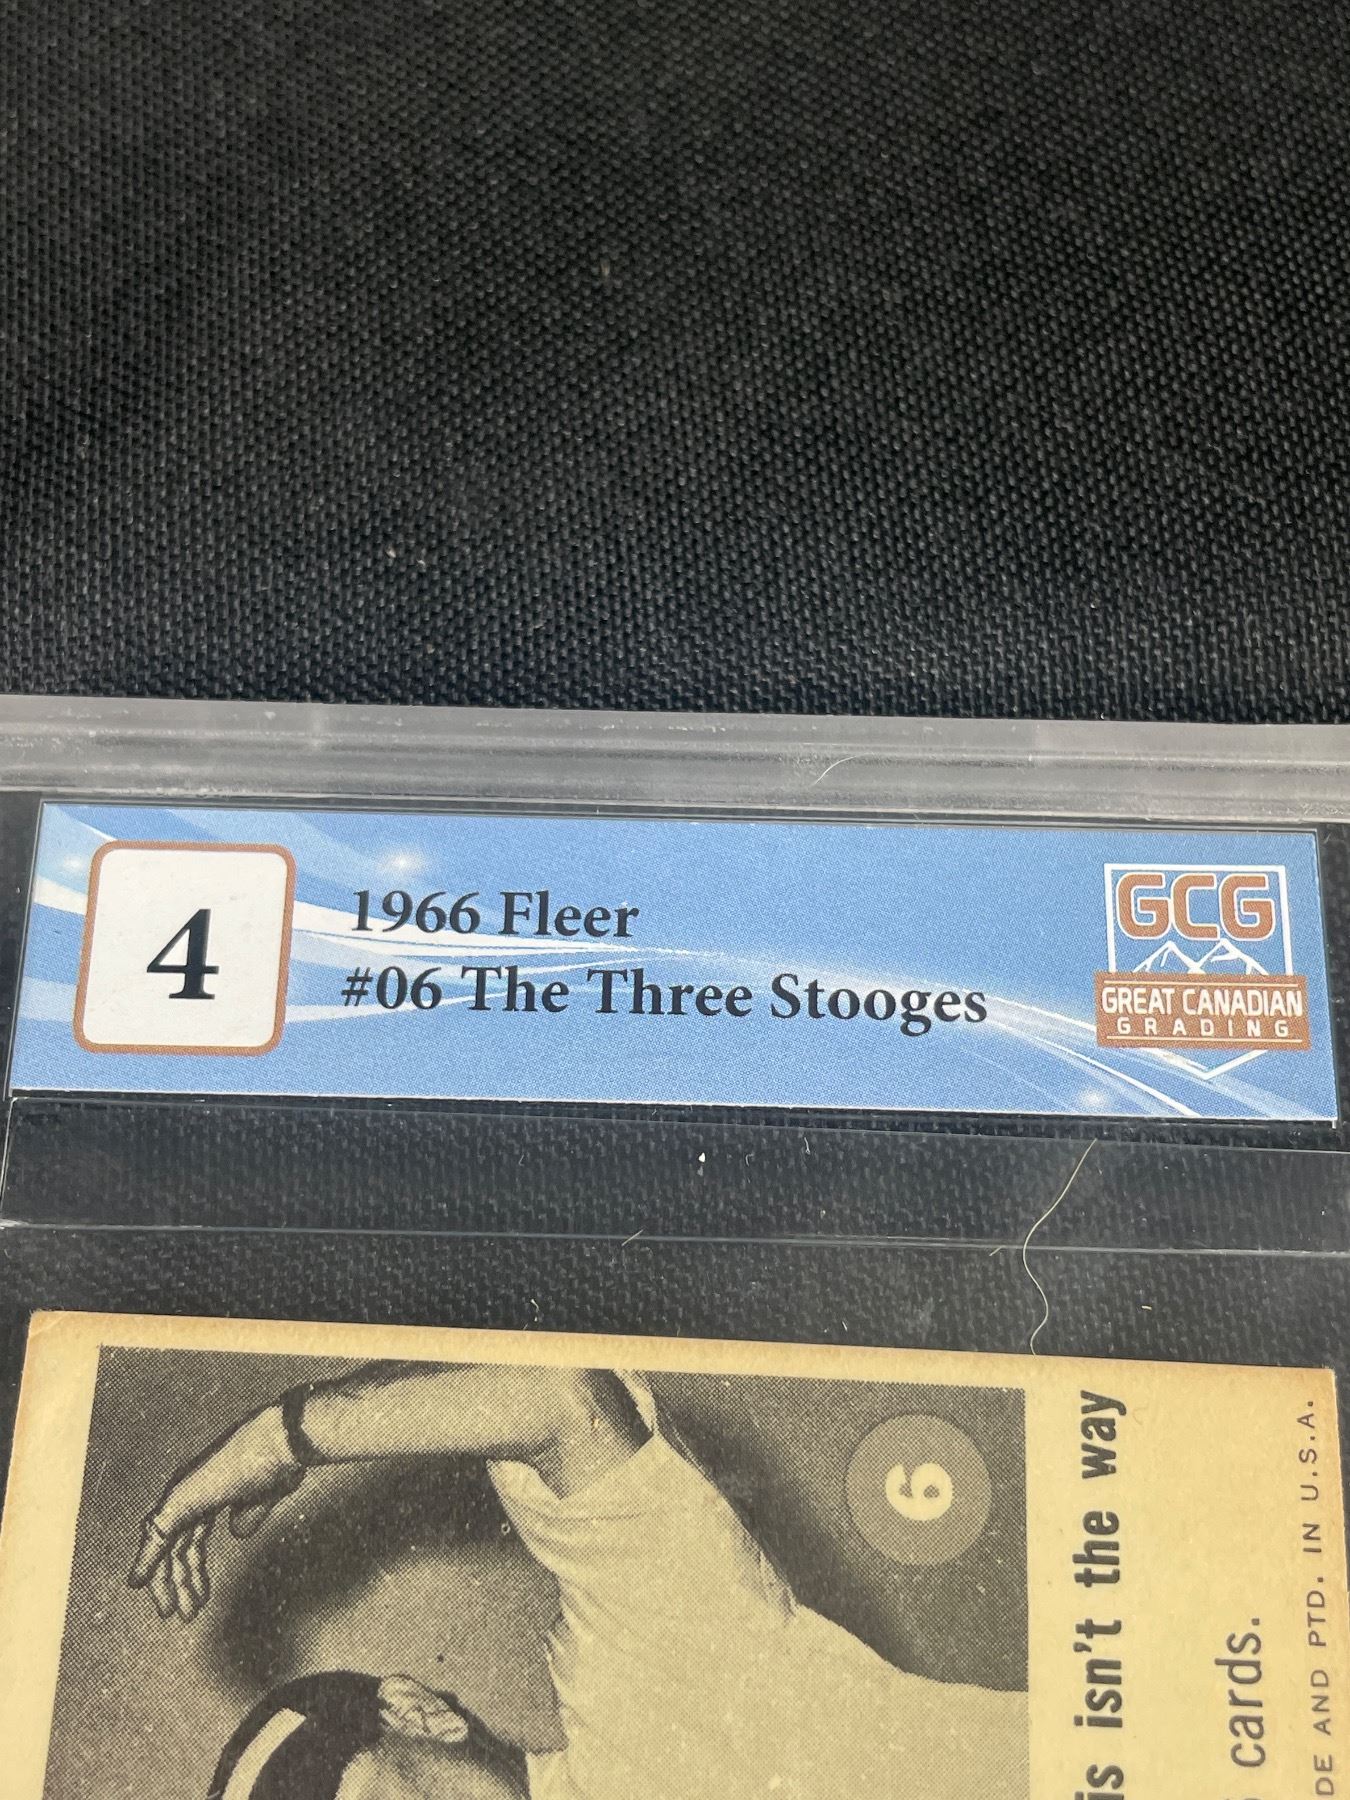 4
1966 Fleer
#06 The Three Stooges
GCG
GREAT CANADIAN
GRADING
6
is isn't the way
cards.
DE AND PTD. IN U.S.A.